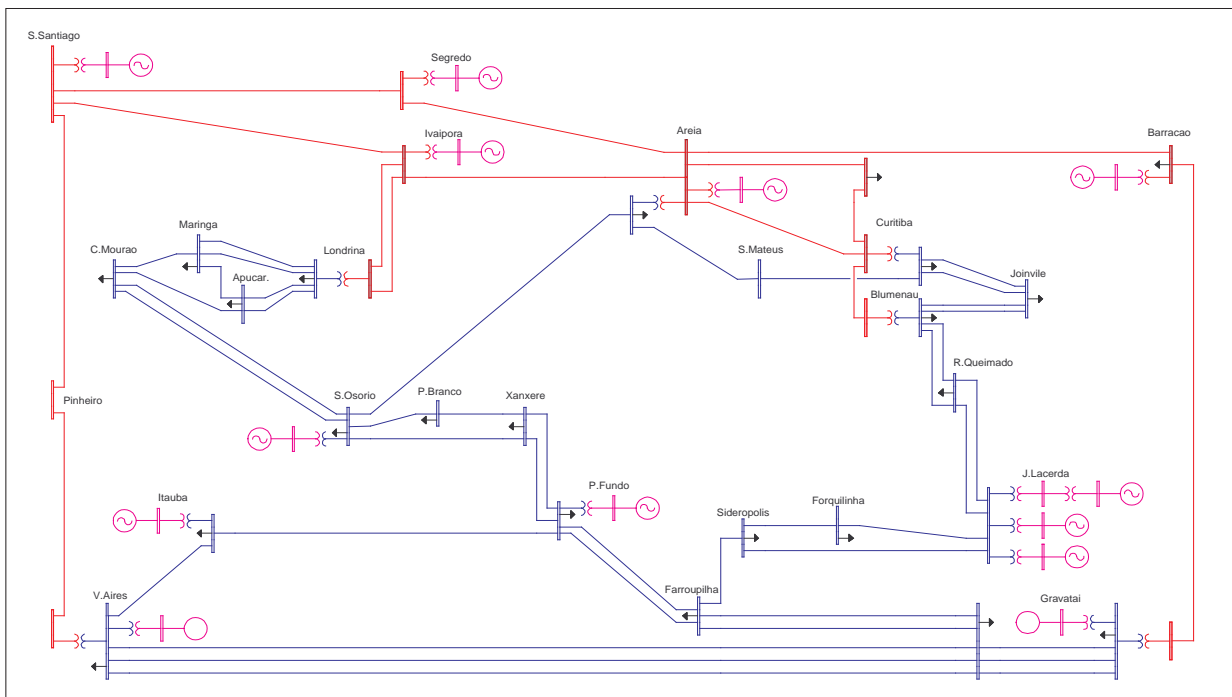 S.Santiago
Segredo
Ivaipora
Areia
Barracao
Maringa
C.Mourao
Londrina
Apucar.
S.Mateus
Curitiba
Joinvile
Blumenau
R.Queimado
Pinheiro
S.Osorio
P.Branco
Xanxere
J.Lacerda
Itauba
P.Fundo
Forquilinha
Sideropolis
V.Aires
Farroupilha
Gravatai